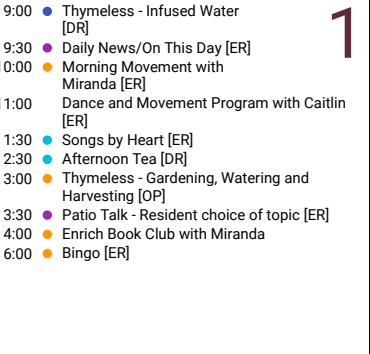 1
9:00 Thymeless - Infused Water
[DR]
9:30 Daily News/On This Day [ER]
0:00 Morning Movement with
Miranda [ER]
1:00 Dance and Movement Program with Caitlin
[ER]
1:30 Songs by Heart [ER]
2:30 Afternoon Tea [DR]
3:00 Thymeless - Gardening, Watering and
Harvesting [OP]
3:30 Patio Talk - Resident choice of topic [ER]
4:00 Enrich Book Club with Miranda
6:00 Bingo [ER]